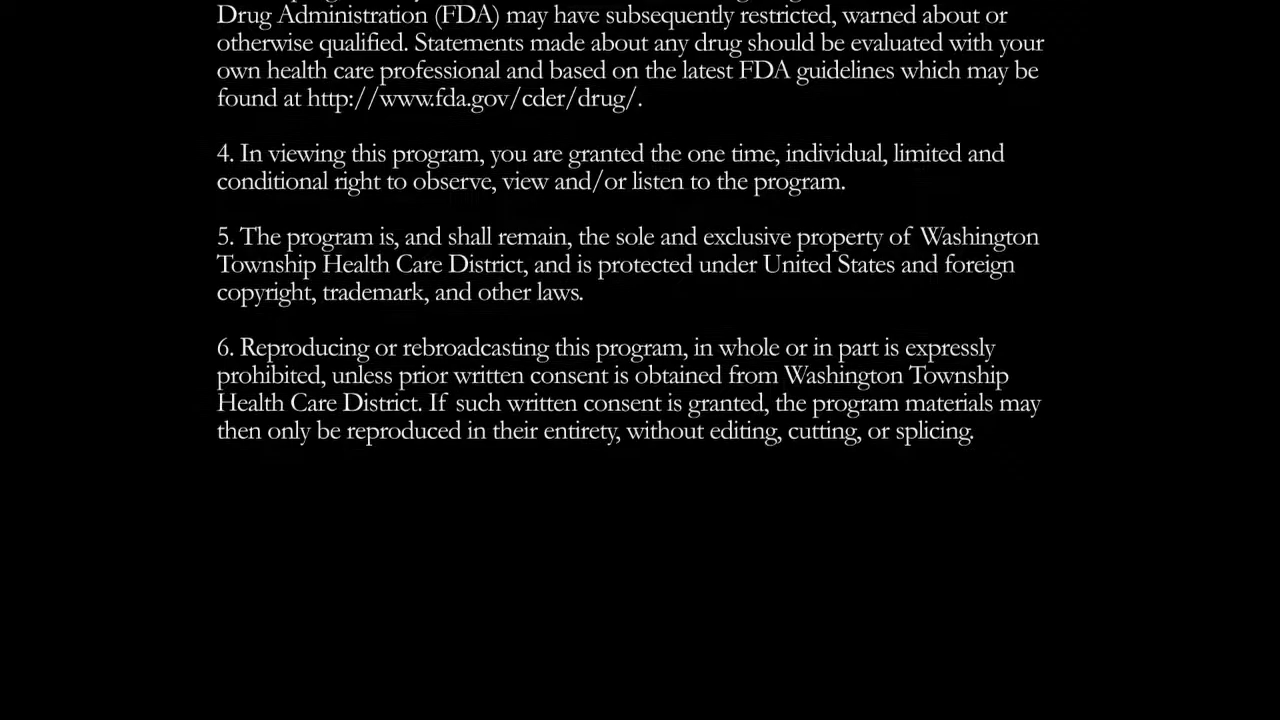 Drug Administration (FDA) may have subsequently restricted, warned about or
otherwise qualified. Statements made about any drug should be evaluated with your
own health care professional and based on the latest FDA guidelines which may be
found at http://www.fda.gov/cder/drug/.
4. In viewing this program, you are granted the one time, individual, limited and
conditional right to observe, view and/or listen to the program.
5. The program is, and shall remain, the sole and exclusive property of Washington
Township Health Care District, and is protected under United States and foreign
copyright, trademark, and other laws.
6. Reproducing or rebroadcasting this program, in whole or in part is expressly
prohibited, unless prior written consent is obtained from Washington Township
Health Care District. If such written consent is granted, the program materials may
then only be reproduced in their entirety, without editing, cutting, or splicing.